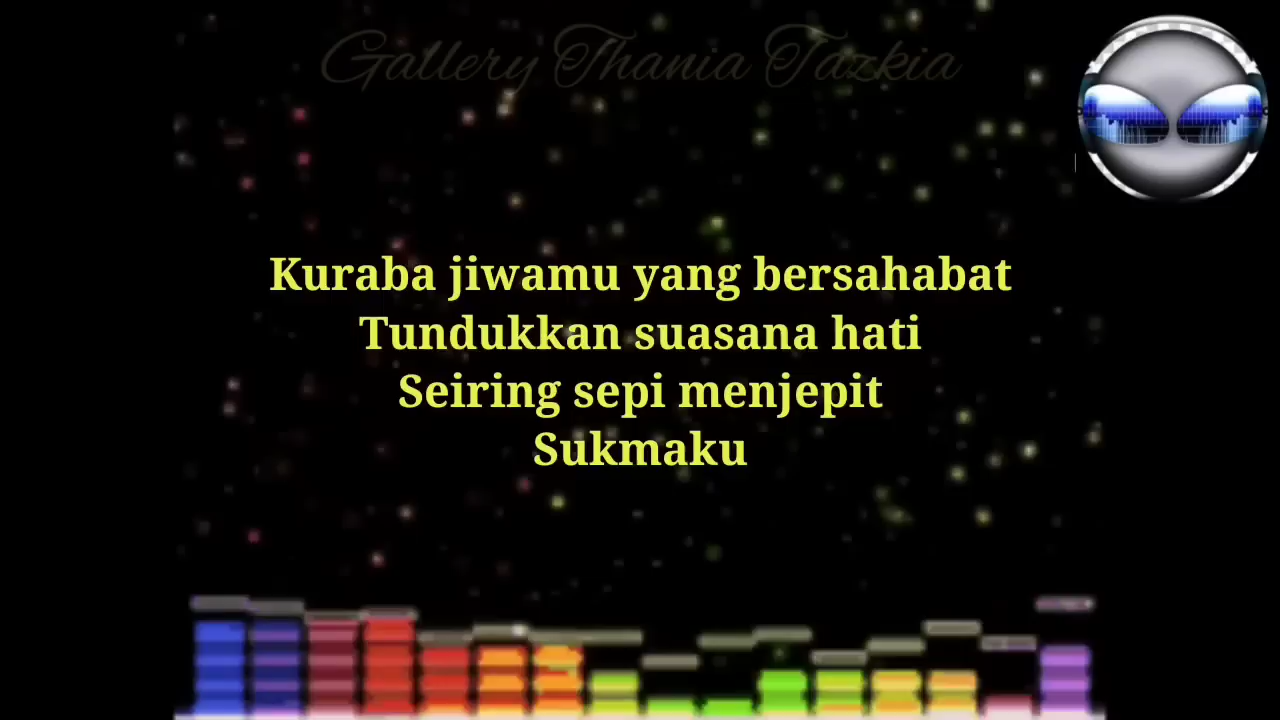 Gallery Thania Tazkia
Kuraba jiwamu yang bersahabat
Tundukkan suasana hati
Seiring sepi menjepit
Sukmaku